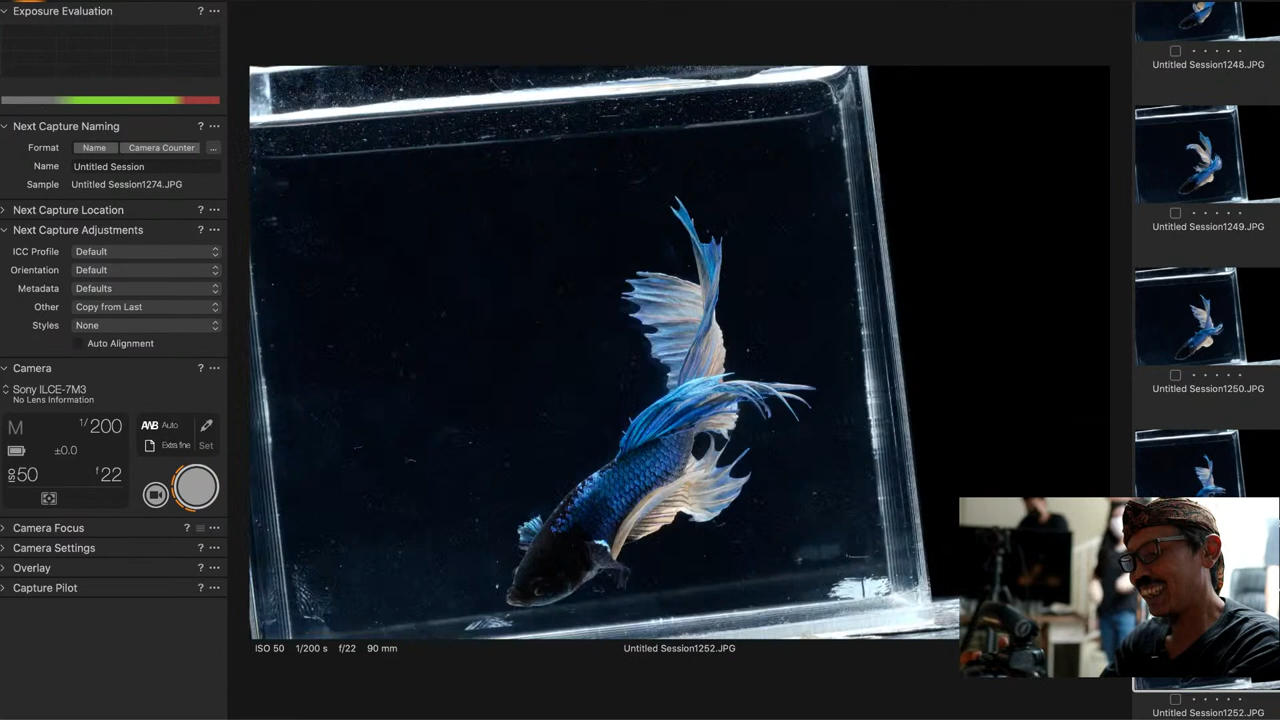 Exposure Evaluation ? ...
Next Capture Naming ? ...
Format Name Camera Counter ...
Name Untitled Session
Sample Untitled Session1274.JPG
Next Capture Location ? ...
Next Capture Adjustments ? ...
ICC Profile Default
Orientation Default
Metadata Defaults
Other Copy from Last
Styles None
Auto Alignment
Camera ? ...
Sony ILCE-7M3
No Lens Information
M 1/200
±0.0
ISO 50 f 22
AWB Auto
Extra fine Set
Camera Focus ? ...
Camera Settings ? ...
Overlay ? ...
Capture Pilot ? ...
ISO 50 1/200 s f/22 90 mm
Untitled Session1252.JPG
Untitled Session1248.JPG
Untitled Session1249.JPG
Untitled Session1250.JPG
Untitled Session1252.JPG